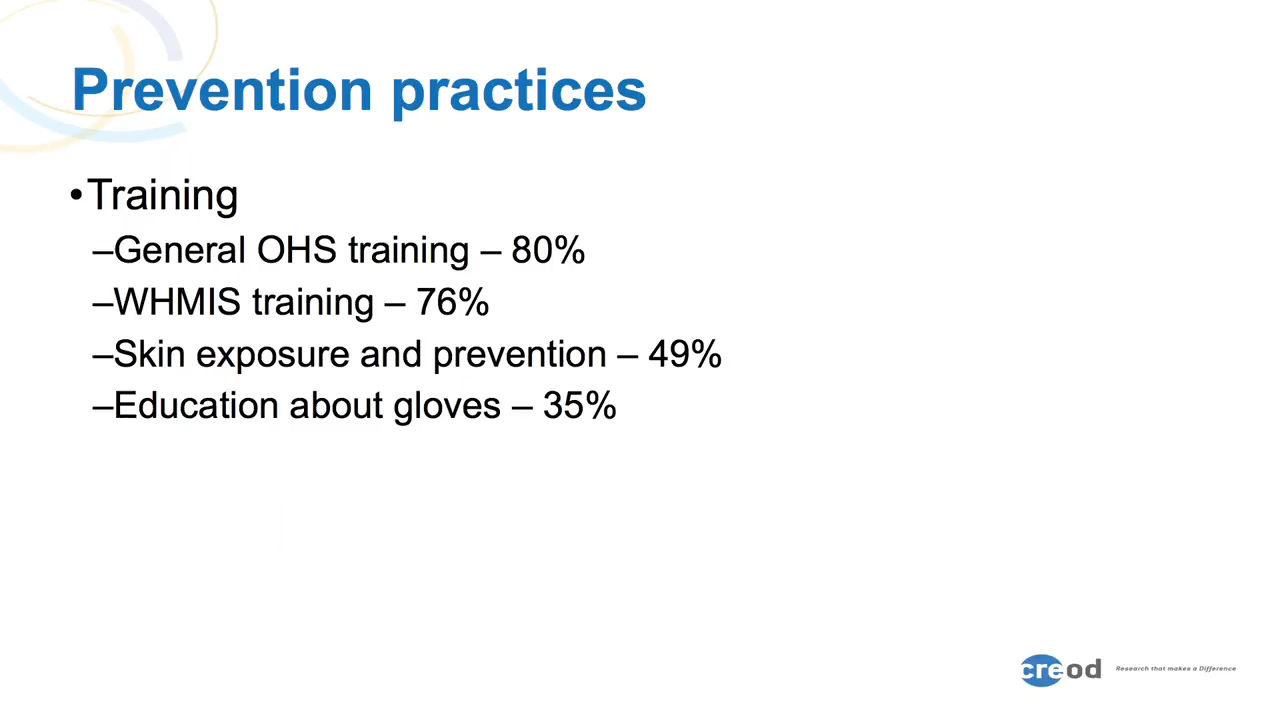 Prevention practices
•Training
–General OHS training – 80%
–WHMIS training – 76%
–Skin exposure and prevention – 49%
–Education about gloves – 35%
creod Research that makes a Difference